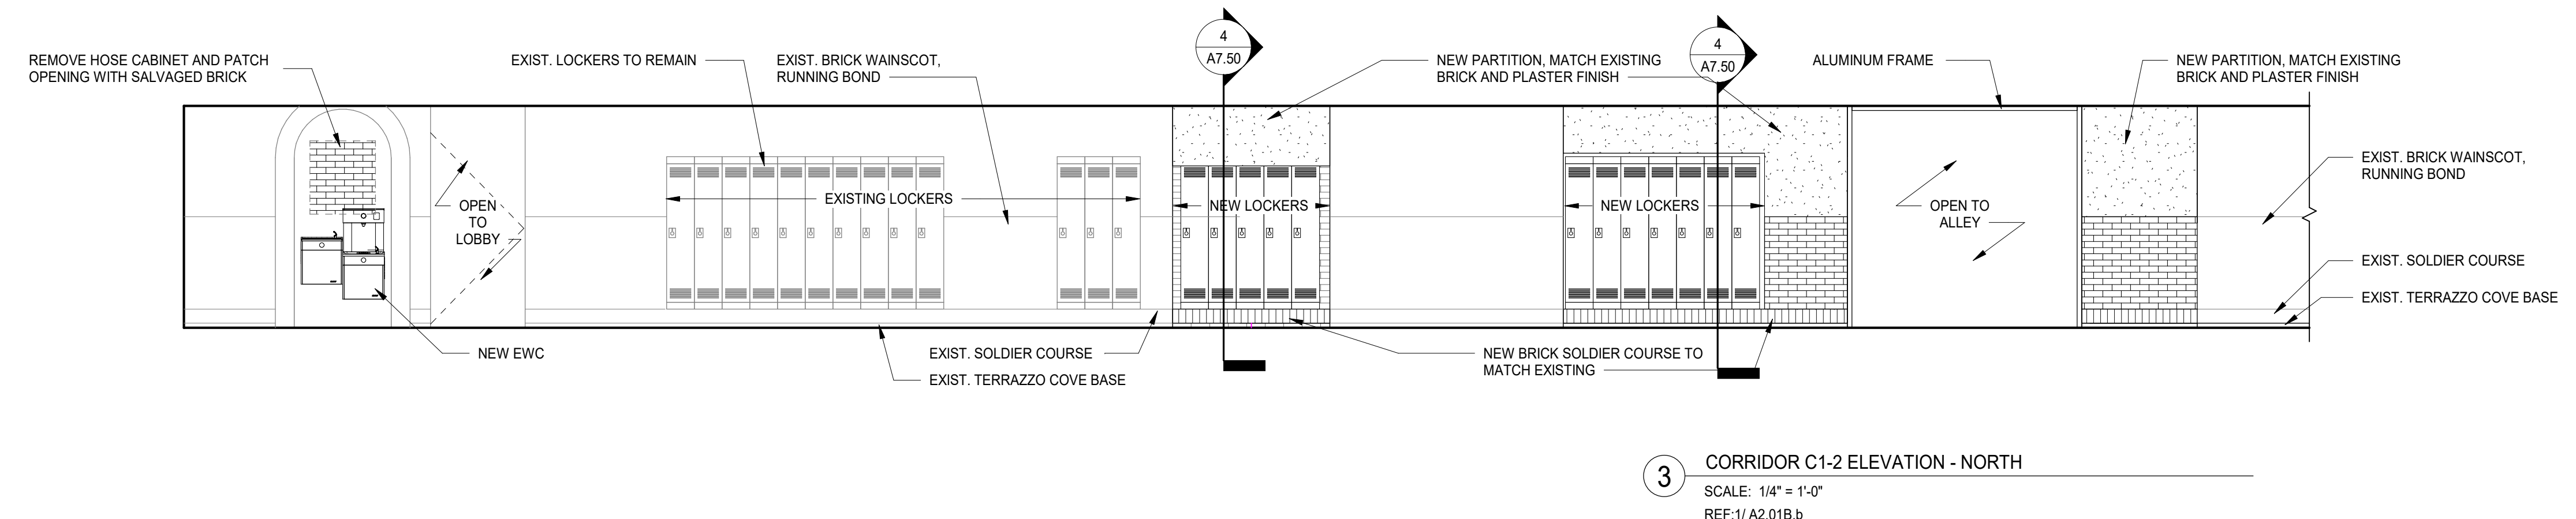 REMOVE HOSE CABINET AND PATCH
OPENING WITH SALVAGED BRICK
EXIST. LOCKERS TO REMAIN
EXIST. BRICK WAINSCOT,
RUNNING BOND
4
A7.50
NEW PARTITION, MATCH EXISTING
BRICK AND PLASTER FINISH
4
A7.50
ALUMINUM FRAME
NEW PARTITION, MATCH EXISTING
BRICK AND PLASTER FINISH
OPEN
TO
LOBBY
EXISTING LOCKERS
NEW LOCKERS
NEW LOCKERS
OPEN TO
ALLEY
EXIST. BRICK WAINSCOT,
RUNNING BOND
EXIST. SOLDIER COURSE
EXIST. TERRAZZO COVE BASE
NEW EWC
EXIST. SOLDIER COURSE
EXIST. TERRAZZO COVE BASE
NEW BRICK SOLDIER COURSE TO
MATCH EXISTING
3
CORRIDOR C1-2 ELEVATION - NORTH
SCALE: 1/4" = 1'-0"
REF:1/ A2.01B.b